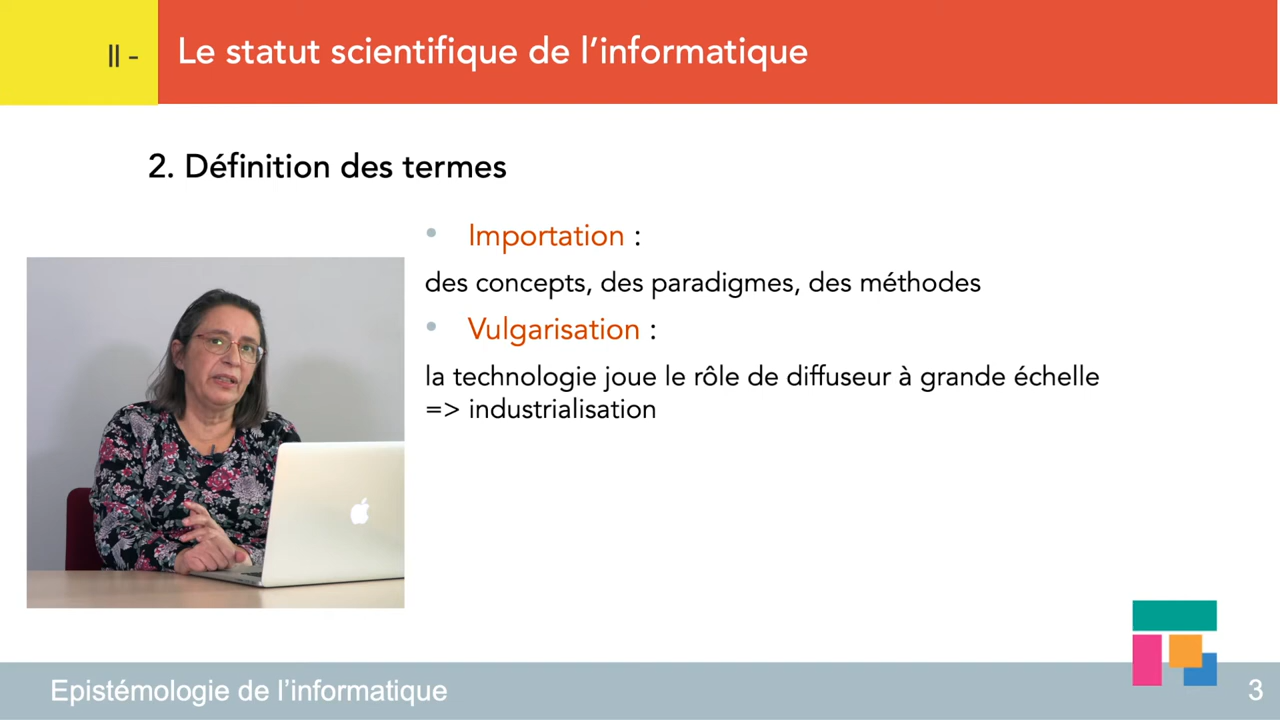 II -
Le statut scientifique de l’informatique
2. Définition des termes
• Importation :
des concepts, des paradigmes, des méthodes
• Vulgarisation :
la technologie joue le rôle de diffuseur à grande échelle
=> industrialisation
Epistémologie de l’informatique
3